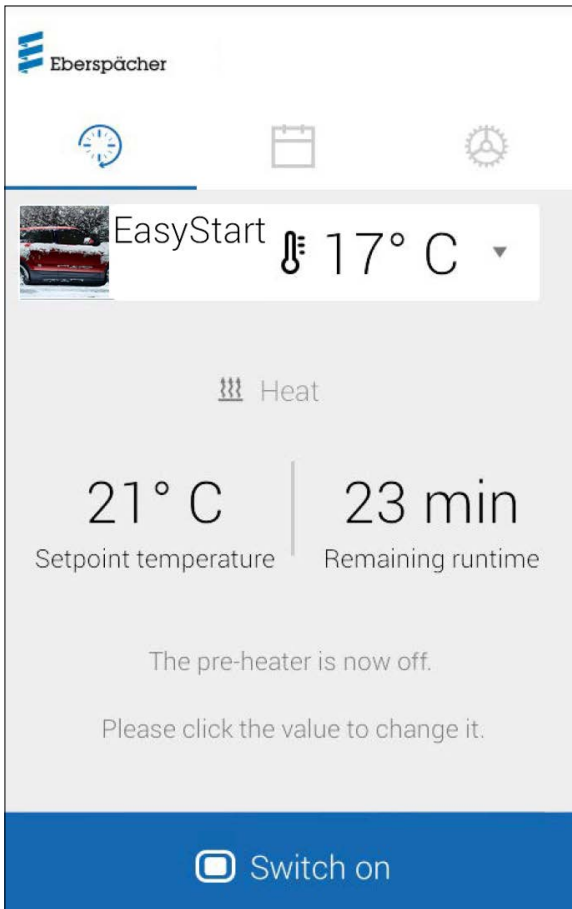 Eberspächer
EasyStart
17° C
Heat
21° C
23 min
Setpoint temperature
Remaining runtime
The pre-heater is now off.
Please click the value to change it.
Switch on